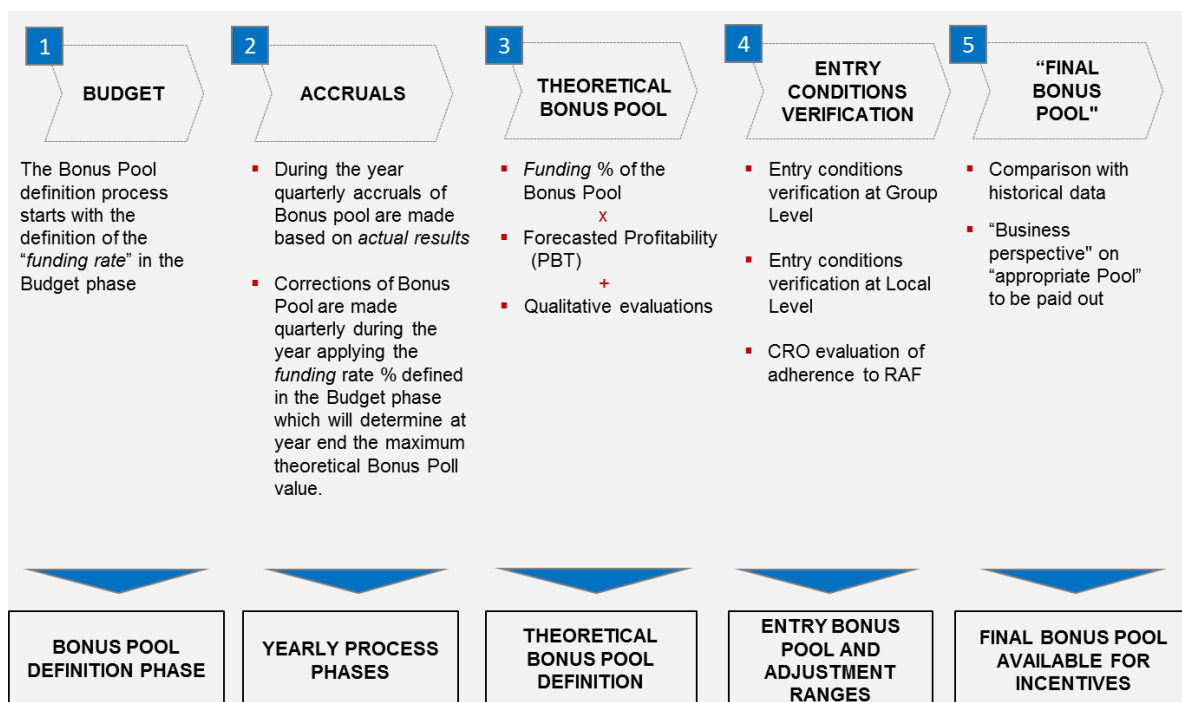 1
BUDGET
The Bonus Pool
definition process
starts with the
definition of the
“funding rate” in the
Budget phase
BONUS POOL
DEFINITION PHASE
2
ACCRUALS
▪ During the year
quarterly accruals of
Bonus pool are made
based on actual results
▪ Corrections of Bonus
Pool are made
quarterly during the
year applying the
funding rate % defined
in the Budget phase
which will determine at
year end the maximum
theoretical Bonus Poll
value.
YEARLY PROCESS
PHASES
3
THEORETICAL
BONUS POOL
▪ Funding % of the
Bonus Pool
x
▪ Forecasted Profitability
(PBT)
+
▪ Qualitative evaluations
THEORETICAL
BONUS POOL
DEFINITION
4
ENTRY
CONDITIONS
VERIFICATION
▪ Entry conditions
verification at Group
Level
▪ Entry conditions
verification at Local
Level
▪ CRO evaluation of
adherence to RAF
ENTRY BONUS
POOL AND
ADJUSTMENT
RANGES
5
“FINAL
BONUS
POOL"
▪ Comparison with
historical data
▪ “Business
perspective" on
“appropriate Pool”
to be paid out
FINAL BONUS POOL
AVAILABLE FOR
INCENTIVES